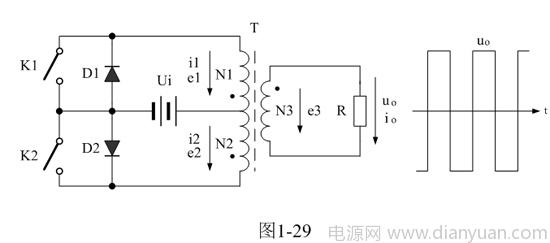 K1
D1
Ui
i1
e1
N1
T
K2
D2
i2
e2
N2
N3
e3
R
uo
io
uo
t
图1-29
电源网 www.dianyuan.com